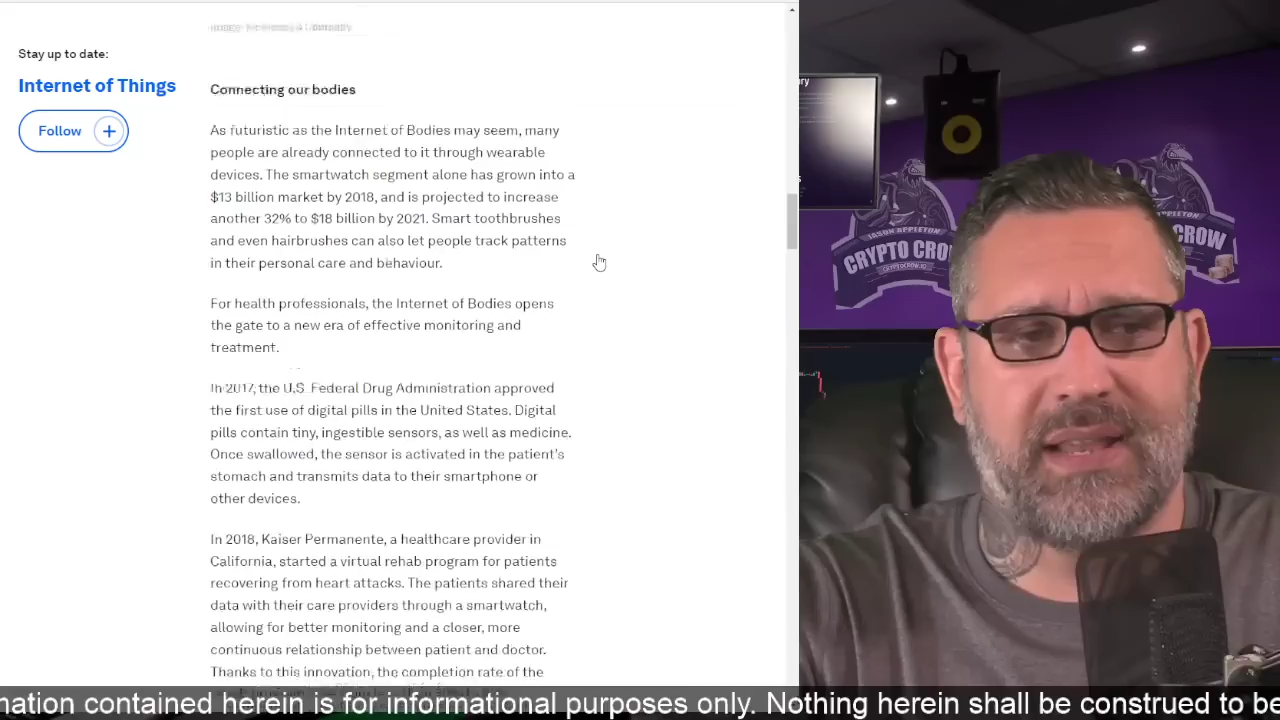 Stay up to date:
Internet of Things
Follow
Connecting our bodies
As futuristic as the Internet of Bodies may seem, many
people are already connected to it through wearable
devices. The smartwatch segment alone has grown into a
$13 billion market by 2018, and is projected to increase
another 32% to $18 billion by 2021. Smart toothbrushes
and even hairbrushes can also let people track patterns
in their personal care and behaviour.
For health professionals, the Internet of Bodies opens
the gate to a new era of effective monitoring and
treatment.
In 2017, the U.S. Federal Drug Administration approved
the first use of digital pills in the United States. Digital
pills contain tiny, ingestible sensors, as well as medicine.
Once swallowed, the sensor is activated in the patient's
stomach and transmits data to their smartphone or
other devices.
In 2018, Kaiser Permanente, a healthcare provider in
California, started a virtual rehab program for patients
recovering from heart attacks. The patients shared their
data with their care providers through a smartwatch,
allowing for better monitoring and a closer, more
continuous relationship between patient and doctor.
Thanks to this innovation, the completion rate of the
JASON APPLETON
CRYPTO CROW
CRYPTOCROW.IO
CROW
mation contained herein is for informational purposes only. Nothing herein shall be construed to be